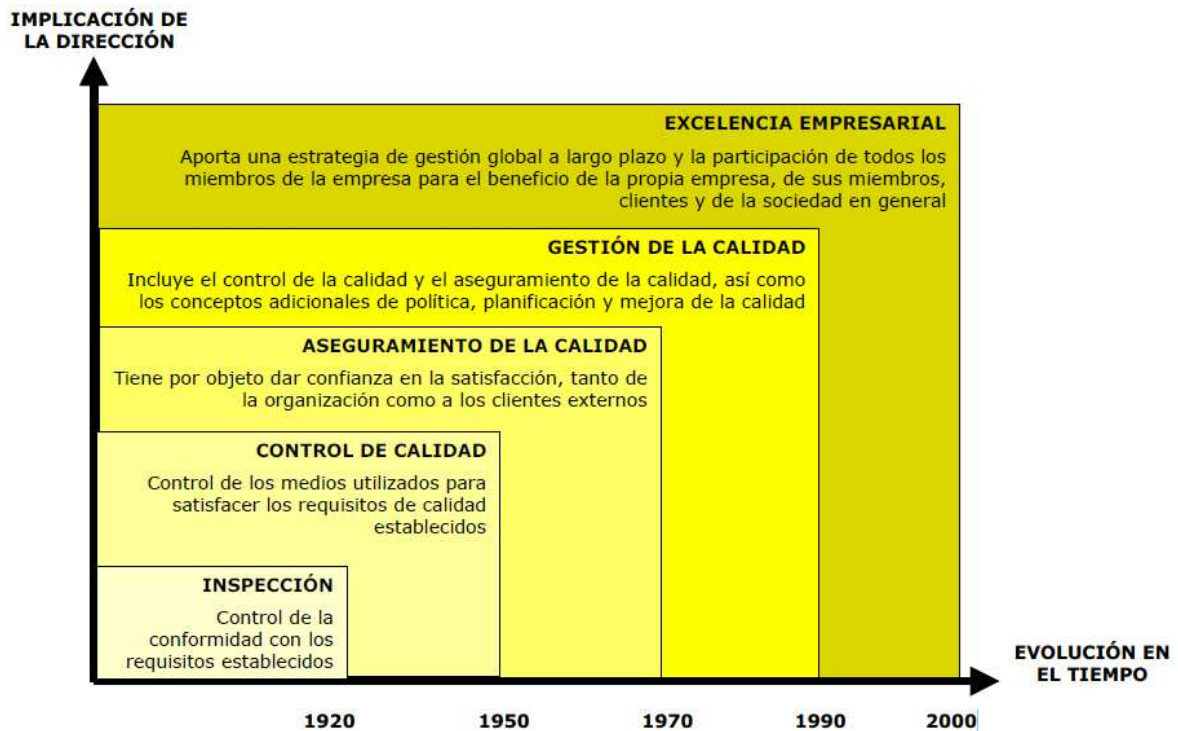 IMPLICACIÓN DE
LA DIRECCIÓN
EXCELENCIA EMPRESARIAL
Aporta una estrategia de gestión global a largo plazo y la participación de todos los
miembros de la empresa para el beneficio de la propia empresa, de sus miembros,
clientes y de la sociedad en general
GESTIÓN DE LA CALIDAD
Incluye el control de la calidad y el aseguramiento de la calidad, así como
los conceptos adicionales de política, planificación y mejora de la calidad
ASEGURAMIENTO DE LA CALIDAD
Tiene por objeto dar confianza en la satisfacción, tanto de
la organización como a los clientes externos
CONTROL DE CALIDAD
Control de los medios utilizados para
satisfacer los requisitos de calidad
establecidos
INSPECCIÓN
Control de la
conformidad con los
requisitos establecidos
EVOLUCIÓN EN
EL TIEMPO
1920 1950 1970 1990 2000